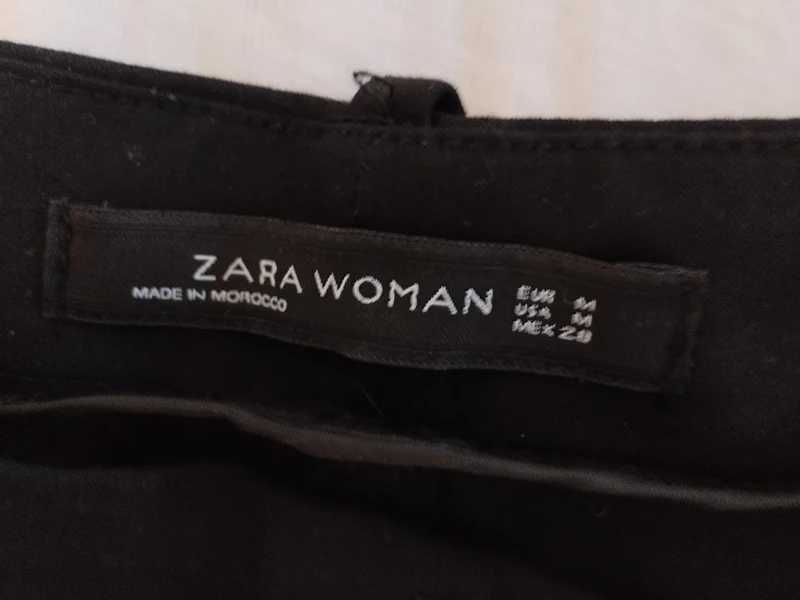 ZARA WOMAN
MADE IN MOROCCO
EUR M
USA M
MEX 28